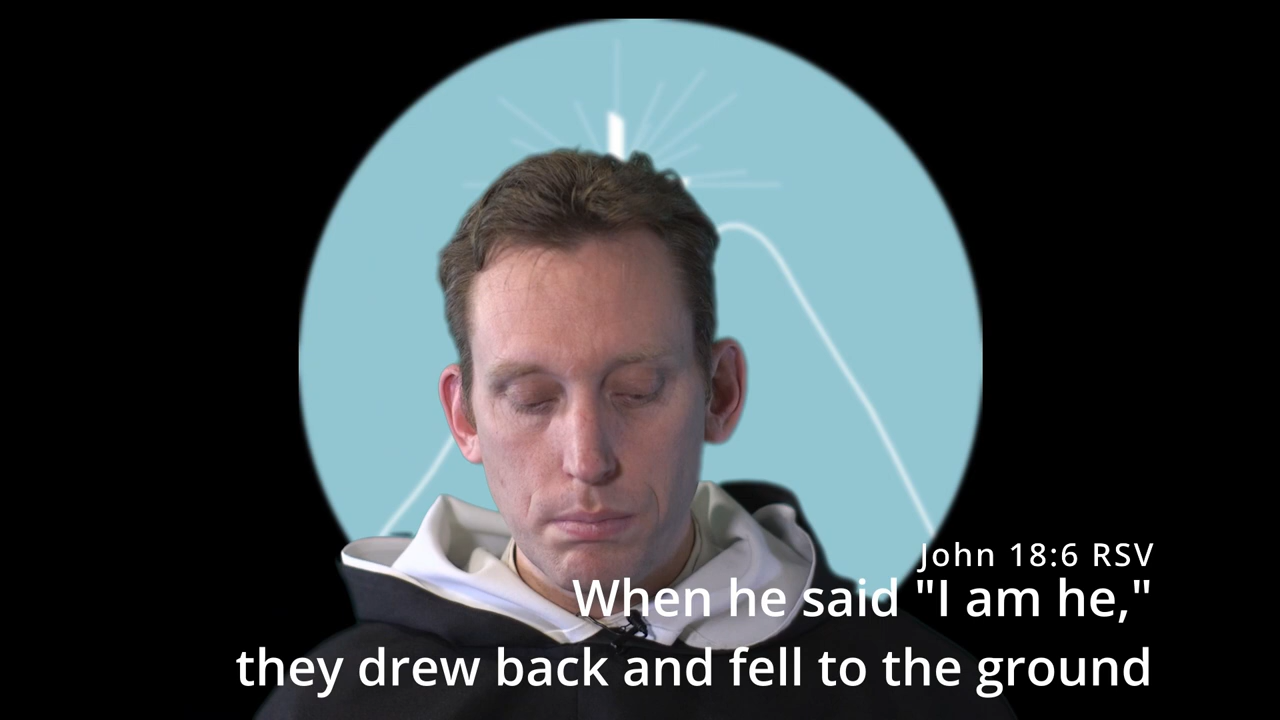 John 18:6 RSV
When he said "I am he,"
they drew back and fell to the ground